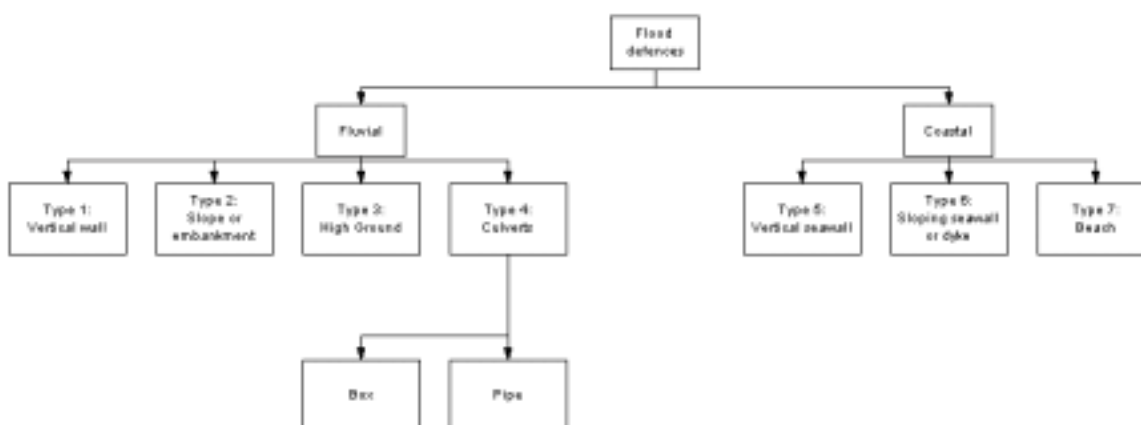 Flood
defences
Fluvial
Coastal
Type 1:
Vertical wall
Type 2:
Slope or
embankment
Type 3:
High Ground
Type 4:
Culverts
Type 5:
Vertical seawall
Type 6:
Sloping seawall
or dyke
Type 7:
Beach
Box
Pipe